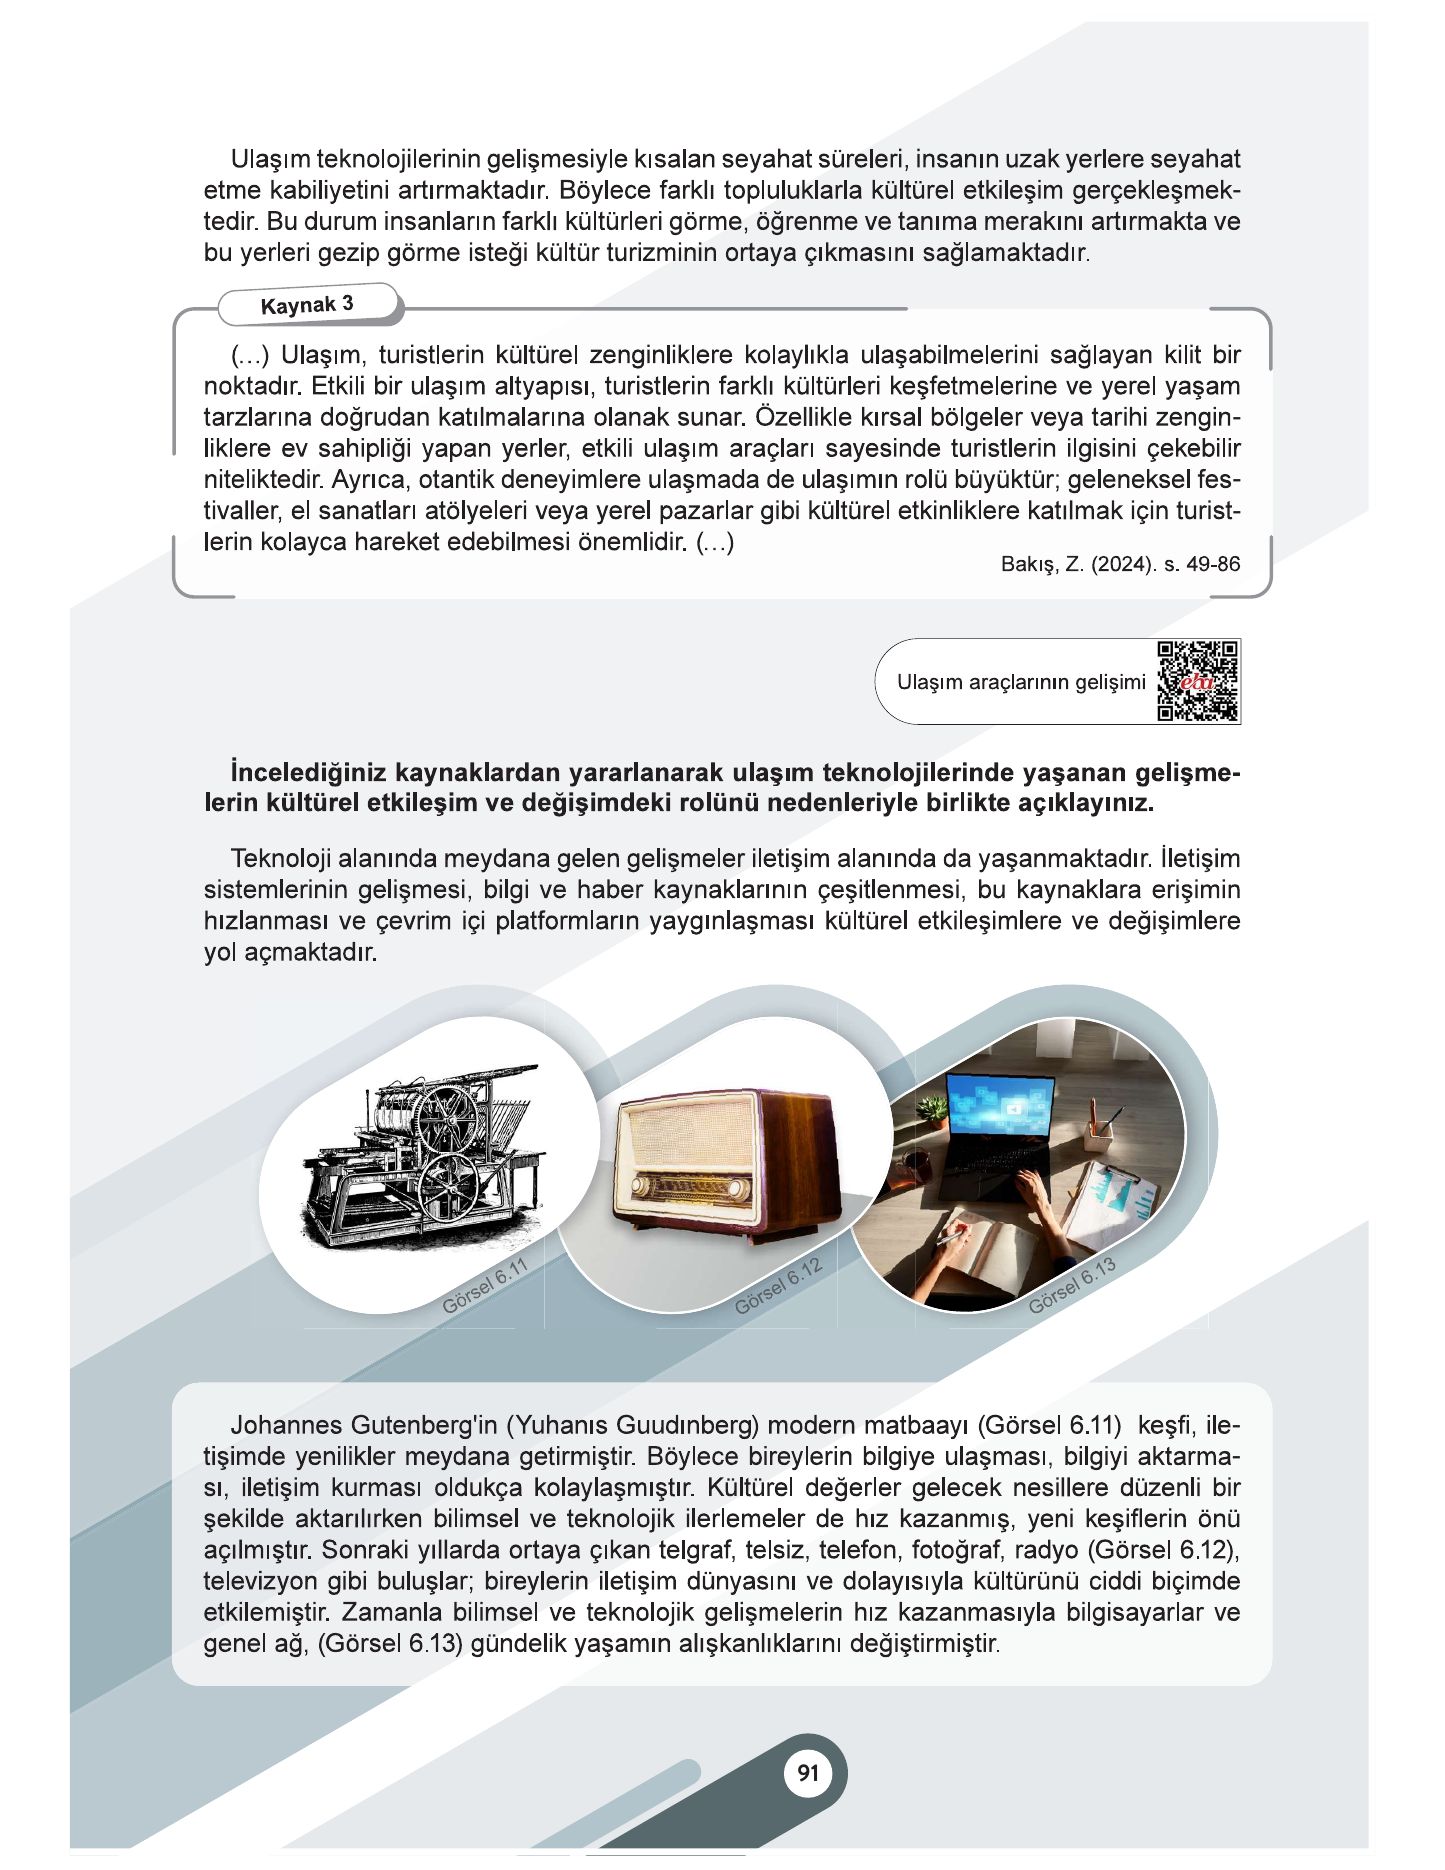 Ulaşım teknolojilerinin gelişmesiyle kısalan seyahat süreleri, insanın uzak yerlere seyahat
etme kabiliyetini artırmaktadır. Böylece farklı topluluklarla kültürel etkileşim gerçekleşmek-
tedir. Bu durum insanların farklı kültürleri görme, öğrenme ve tanıma merakını artırmakta ve
bu yerleri gezip görme isteği kültür turizminin ortaya çıkmasını sağlamaktadır.
Kaynak 3
(...) Ulaşım, turistlerin kültürel zenginliklere kolaylıkla ulaşabilmelerini sağlayan kilit bir
noktadır. Etkili bir ulaşım altyapısı, turistlerin farklı kültürleri keşfetmelerine ve yerel yaşam
tarzlarına doğrudan katılmalarına olanak sunar. Özellikle kırsal bölgeler veya tarihi zengin-
liklere ev sahipliği yapan yerler, etkili ulaşım araçları sayesinde turistlerin ilgisini çekebilir
niteliktedir. Ayrıca, otantik deneyimlere ulaşmada de ulaşımın rolü büyüktür; geleneksel fes-
tivaller, el sanatları atölyeleri veya yerel pazarlar gibi kültürel etkinliklere katılmak için turist-
lerin kolayca hareket edebilmesi önemlidir. (...)
Bakış, Z. (2024). s. 49-86
Ulaşım araçlarının gelişimi
eba
İncelediğiniz kaynaklardan yararlanarak ulaşım teknolojilerinde yaşanan gelişme-
lerin kültürel etkileşim ve değişimdeki rolünü nedenleriyle birlikte açıklayınız.
Teknoloji alanında meydana gelen gelişmeler iletişim alanında da yaşanmaktadır. İletişim
sistemlerinin gelişmesi, bilgi ve haber kaynaklarının çeşitlenmesi, bu kaynaklara erişimin
hızlanması ve çevrim içi platformların yaygınlaşması kültürel etkileşimlere ve değişimlere
yol açmaktadır.
Görsel 6.11
Görsel 6.12
Görsel 6.13
Johannes Gutenberg'in (Yuhanıs Guudınberg) modern matbaayı (Görsel 6.11) keşfi, ile-
tişimde yenilikler meydana getirmiştir. Böylece bireylerin bilgiye ulaşması, bilgiyi aktarma-
sı, iletişim kurması oldukça kolaylaşmıştır. Kültürel değerler gelecek nesillere düzenli bir
şekilde aktarılırken bilimsel ve teknolojik ilerlemeler de hız kazanmış, yeni keşiflerin önü
açılmıştır. Sonraki yıllarda ortaya çıkan telgraf, telsiz, telefon, fotoğraf, radyo (Görsel 6.12),
televizyon gibi buluşlar; bireylerin iletişim dünyasını ve dolayısıyla kültürünü ciddi biçimde
etkilemiştir. Zamanla bilimsel ve teknolojik gelişmelerin hız kazanmasıyla bilgisayarlar ve
genel ağ, (Görsel 6.13) gündelik yaşamın alışkanlıklarını değiştirmiştir.
91